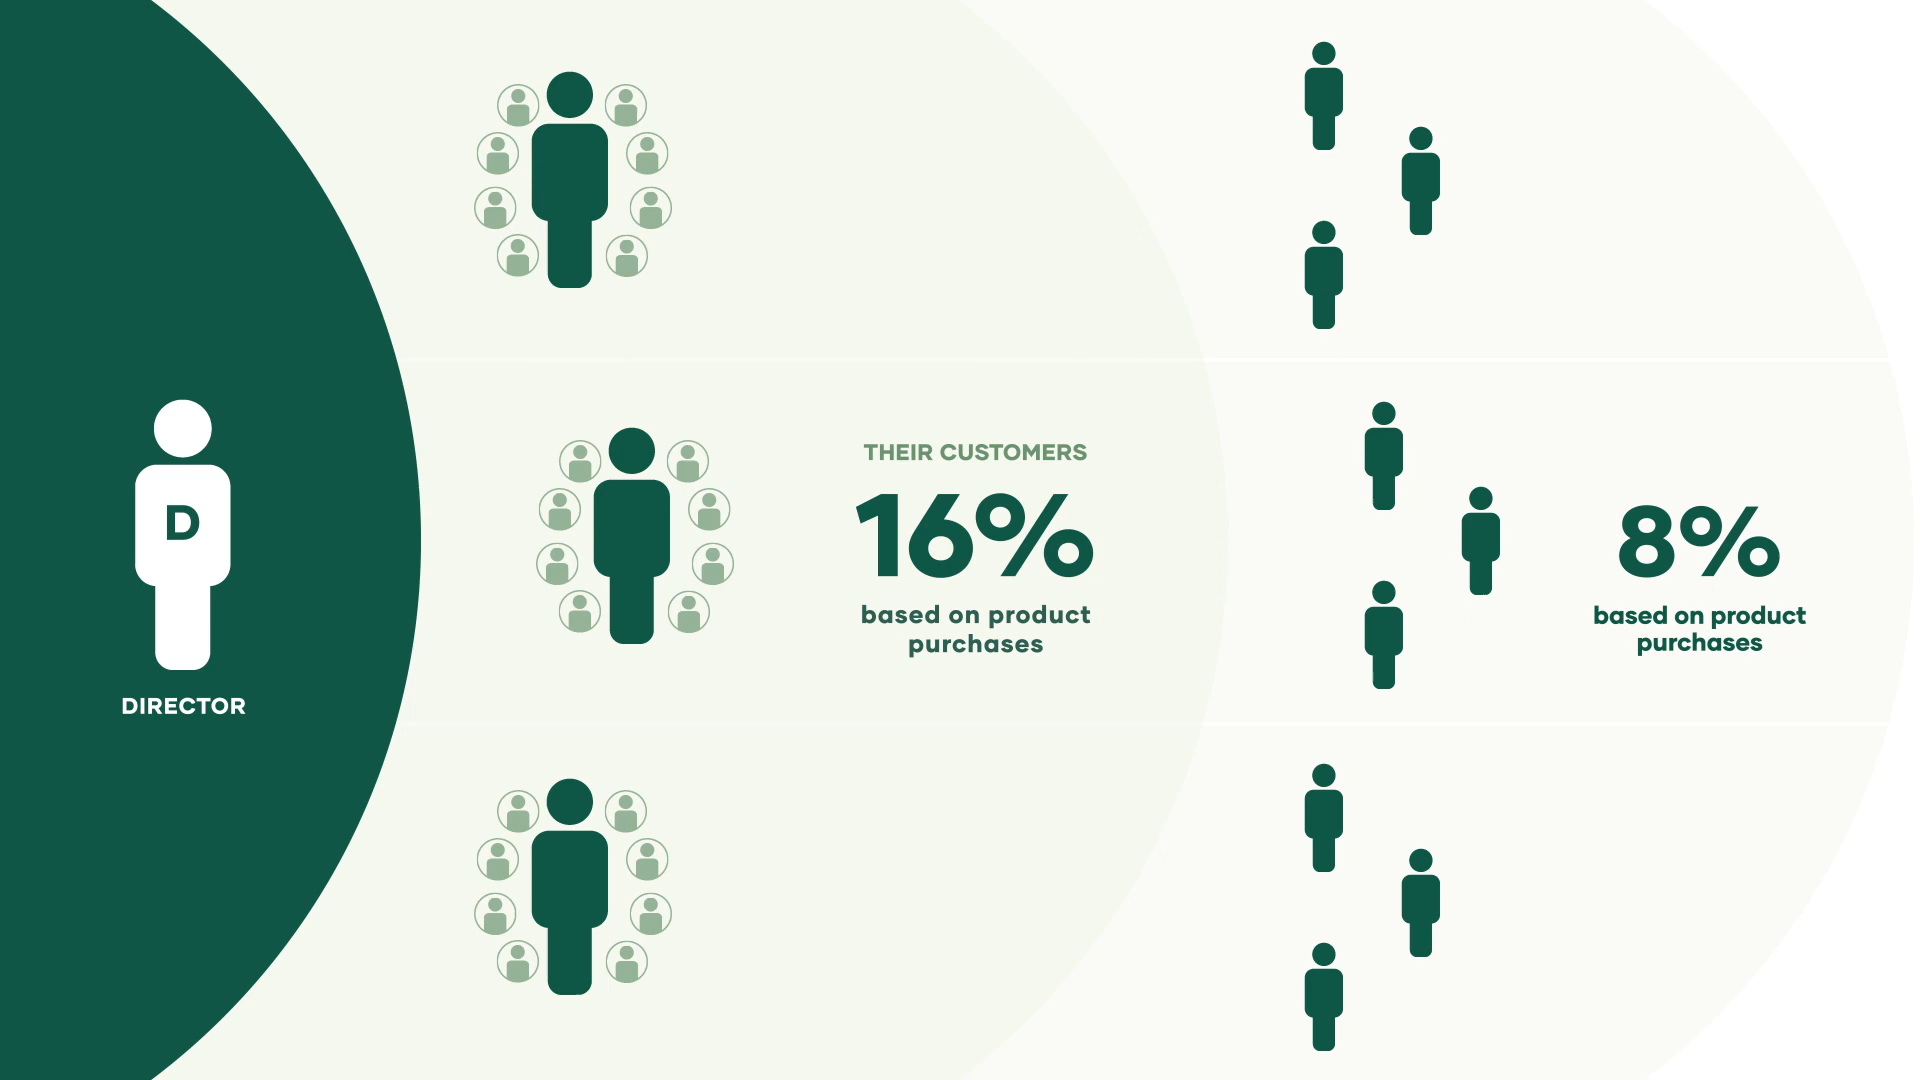 D
DIRECTOR
THEIR CUSTOMERS
16%
based on product
purchases
8%
based on product
purchases